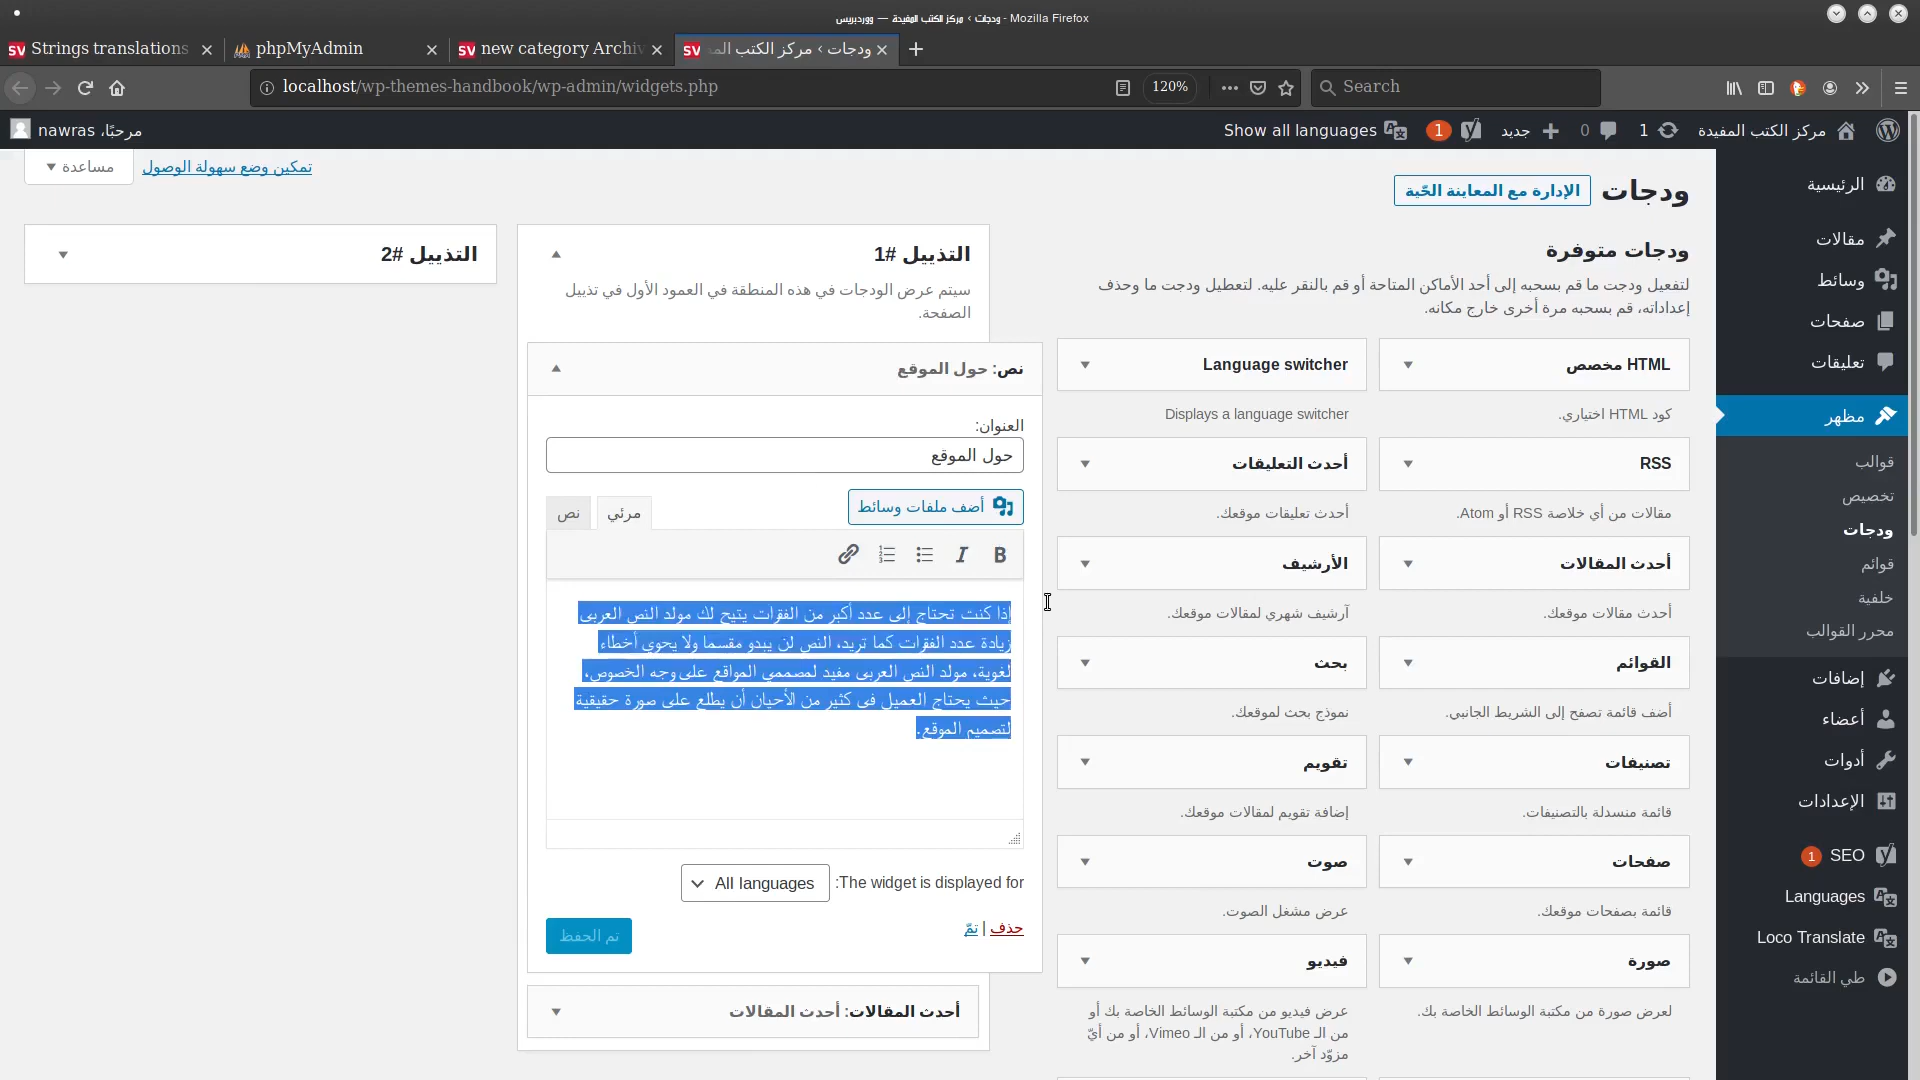 ودجات ‹ مركز الكتب المفيدة — ووردبريس - Mozilla Firefox
Strings translations
phpMyAdmin
new category Archiv
ودجات ‹ مركز الكتب المف
localhost/wp-themes-handbook/wp-admin/widgets.php
120%
Search
مركز الكتب المفيدة
1
0
جديد
1
Show all languages
مرحبًا، nawras
الرئيسية
مقالات
وسائط
صفحات
تعليقات
مظهر
قوالب
تخصيص
ودجات
قوائم
خلفية
محرر القوالب
إضافات
أعضاء
أدوات
الإعدادات
SEO 1
Languages
Loco Translate
طي القائمة
تمكين وضع سهولة الوصول
مساعدة
ودجات
الإدارة مع المعاينة الحّية
ودجات متوفرة
لتفعيل ودجت ما قم بسحبه إلى أحد الأماكن المتاحة أو قم بالنقر عليه. لتعطيل ودجت ما وحذف
إعداداته، قم بسحبه مرة أخرى خارج مكانه.
HTML مخصص
كود HTML اختياري.
Language switcher
Displays a language switcher
RSS
مقالات من أي خلاصة RSS أو Atom.
أحدث التعليقات
أحدث تعليقات موقعك.
أحدث المقالات
أحدث مقالات موقعك.
الأرشيف
آرشيف شهري لمقالات موقعك.
القوائم
أضف قائمة تصفح إلى الشريط الجانبي.
بحث
نموذج بحث لموقعك.
تصنيفات
قائمة منسدلة بالتصنيفات.
تقويم
إضافة تقويم لمقالات موقعك.
صفحات
قائمة بصفحات موقعك.
صوت
عرض مشغل الصوت.
صورة
لعرض صورة من مكتبة الوسائط الخاصة بك.
فيديو
عرض فيديو من مكتبة الوسائط الخاصة بك أو
من الـ YouTube، أو من الـ Vimeo، أو من أيّ
مزوّد آخر.
التذييل #1
سيتم عرض الودجات في هذه المنطقة في العمود الأول في تذييل
الصفحة.
نص: حول الموقع
العنوان:
حول الموقع
أضف ملفات وسائط
مرئي
نص
إذا كنت تحتاج إلى عدد أكبر من الفقرات يتيح لك مولد النص العربى
زيادة عدد الفقرات كما تريد، النص لن يبدو مقسما ولا يحوي أخطاء
لغوية، مولد النص العربى مفيد لمصممي المواقع على وجه الخصوص،
حيث يحتاج العميل فى كثير من الأحيان أن يطلع على صورة حقيقية
لتصميم الموقع.
The widget is displayed for:
All languages
حذف | تمّ
تم الحفظ
أحدث المقالات: أحدث المقالات
التذييل #2